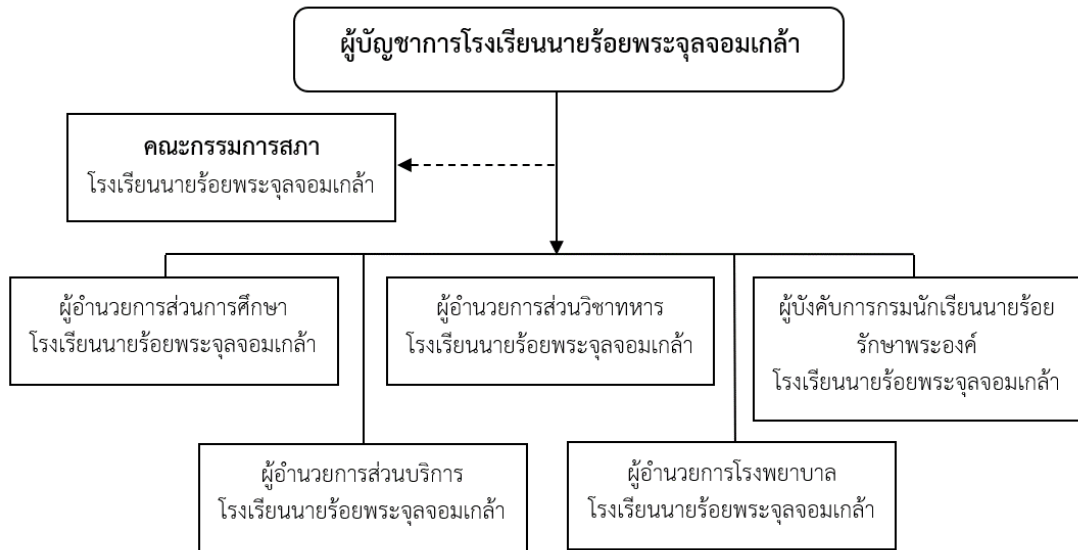 ผู้บัญชาการโรงเรียนนายร้อยพระจุลจอมเกล้า
คณะกรรมการสภา
โรงเรียนนายร้อยพระจุลจอมเกล้า
ผู้อำนวยการส่วนการศึกษา
โรงเรียนนายร้อยพระจุลจอมเกล้า
ผู้อำนวยการส่วนวิชาทหาร
โรงเรียนนายร้อยพระจุลจอมเกล้า
ผู้บังคับการกรมนักเรียนนายร้อย
รักษาพระองค์
โรงเรียนนายร้อยพระจุลจอมเกล้า
ผู้อำนวยการส่วนบริการ
โรงเรียนนายร้อยพระจุลจอมเกล้า
ผู้อำนวยการโรงพยาบาล
โรงเรียนนายร้อยพระจุลจอมเกล้า